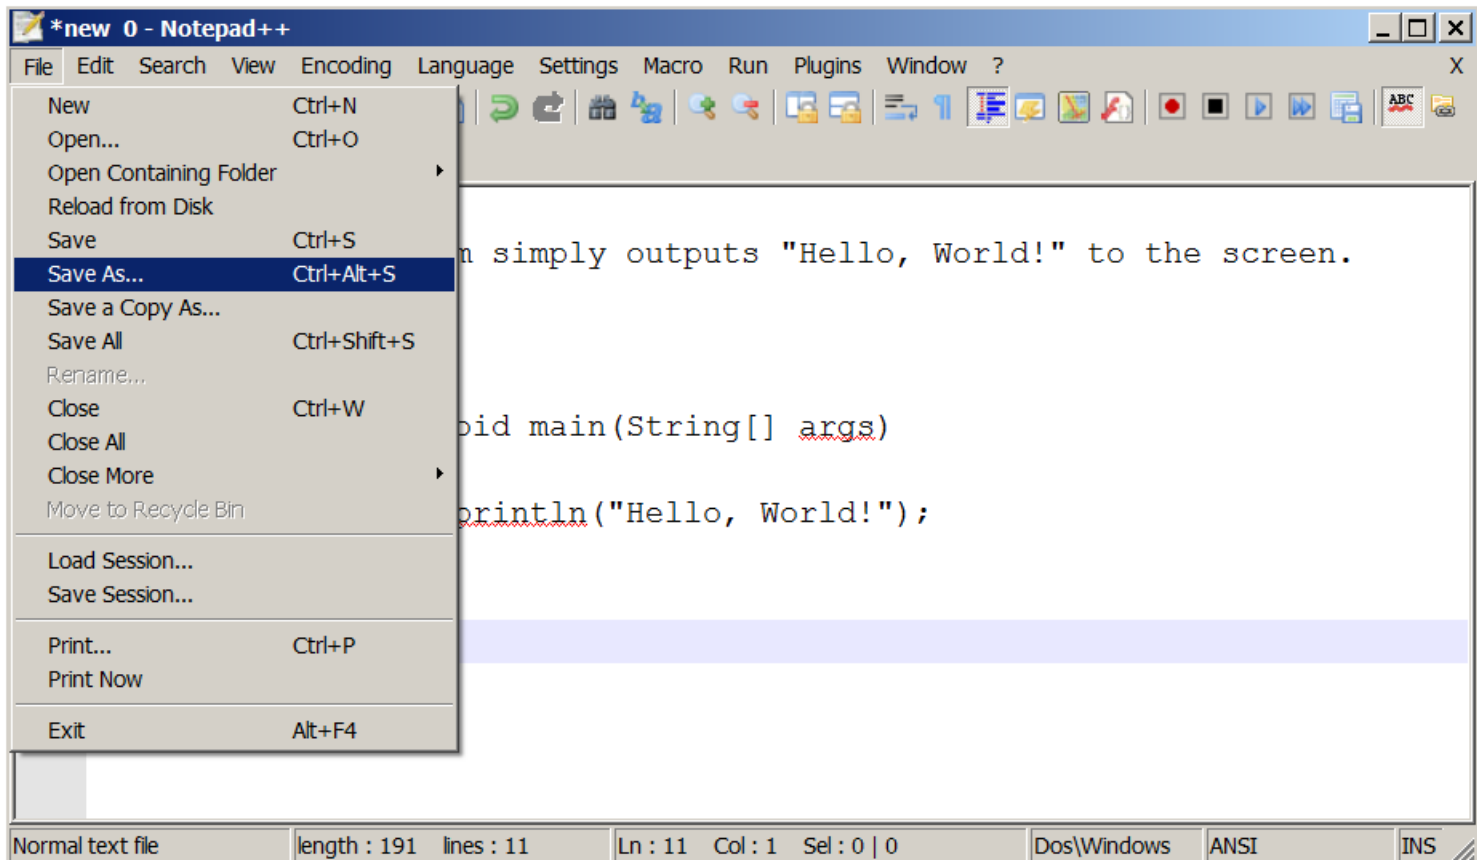 *new 0 - Notepad++
File Edit Search View Encoding Language Settings Macro Run Plugins Window ? X
New Ctrl+N
Open... Ctrl+O
ABC
Open Containing Folder
Reload from Disk
Save Ctrl+S
m simply outputs "Hello, World!" to the screen.
Save As... Ctrl+Alt+S
Save a Copy As...
Save All Ctrl+Shift+S
Rename...
Close Ctrl+W
oid main(String[] args)
Close All
Close More
Move to Recycle Bin
println("Hello, World!");
Load Session...
Save Session...
Print... Ctrl+P
Print Now
Exit Alt+F4
Normal text file length : 191 lines : 11 Ln : 11 Col : 1 Sel : 0 | 0 Dos\Windows ANSI INS